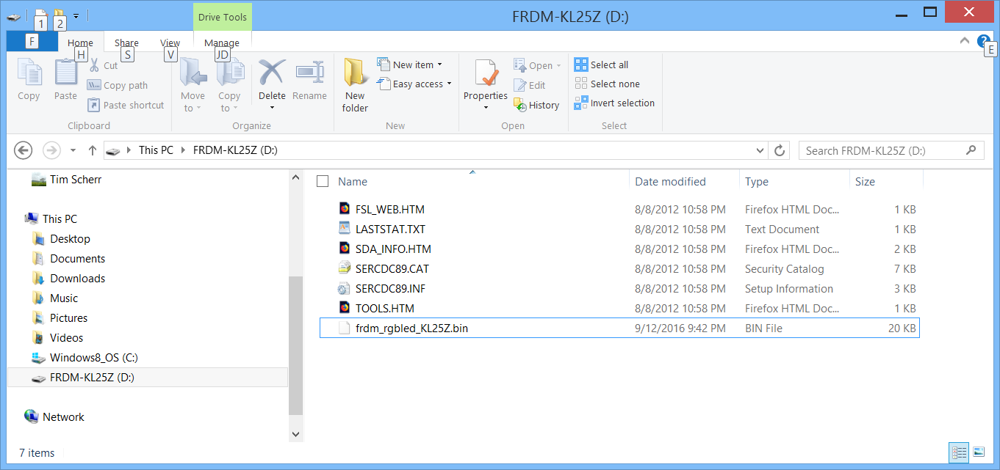 Drive Tools FRDM-KL25Z (D:)
1 2
F Home Share View Manage
H S V JD E
Copy Paste Cut Copy path Paste shortcut
Clipboard
Move to Copy to Delete Rename
Organize
New folder New item Easy access
New
Properties Open Edit History
Open
Select all
Select none
Invert selection
Select
This PC FRDM-KL25Z (D:) Search FRDM-KL25Z (D:)
Tim Scherr
This PC
Desktop
Documents
Downloads
Music
Pictures
Videos
Windows8_OS (C:)
FRDM-KL25Z (D:)
Network
Name Date modified Type Size
FSL_WEB.HTM 8/8/2012 10:58 PM Firefox HTML Doc... 1 KB
LASTSTAT.TXT 8/8/2012 10:58 PM Text Document 1 KB
SDA_INFO.HTM 8/8/2012 10:58 PM Firefox HTML Doc... 2 KB
SERCDC89.CAT 8/8/2012 10:58 PM Security Catalog 7 KB
SERCDC89.INF 8/8/2012 10:58 PM Setup Information 3 KB
TOOLS.HTM 8/8/2012 10:58 PM Firefox HTML Doc... 1 KB
frdm_rgbled_KL25Z.bin 9/12/2016 9:42 PM BIN File 20 KB
7 items